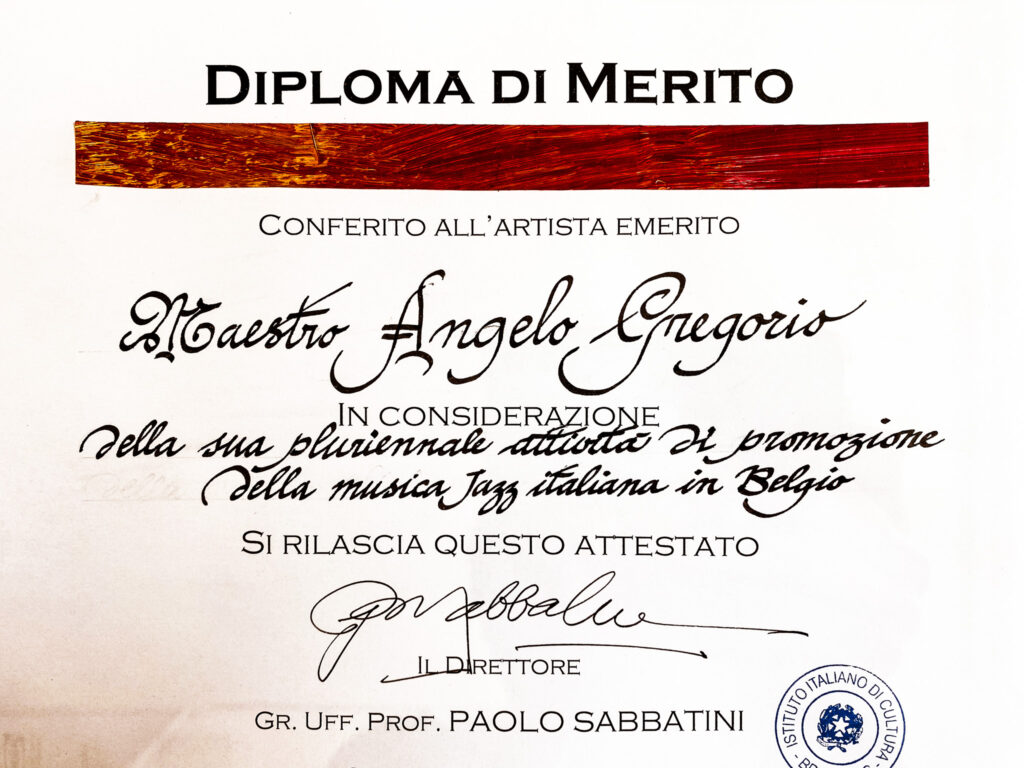 DIPLOMA DI MERITO
CONFERITO ALL'ARTISTA EMERITO
Maestro Angelo Gregorio
IN CONSIDERAZIONE
della sua pluriennale attività di promozione
della musica Jazz italiana in Belgio
SI RILASCIA QUESTO ATTESTATO
IL DIRETTORE
GR. UFF. PROF. PAOLO SABBATINI
ISTITUTO ITALIANO DI CULTURA